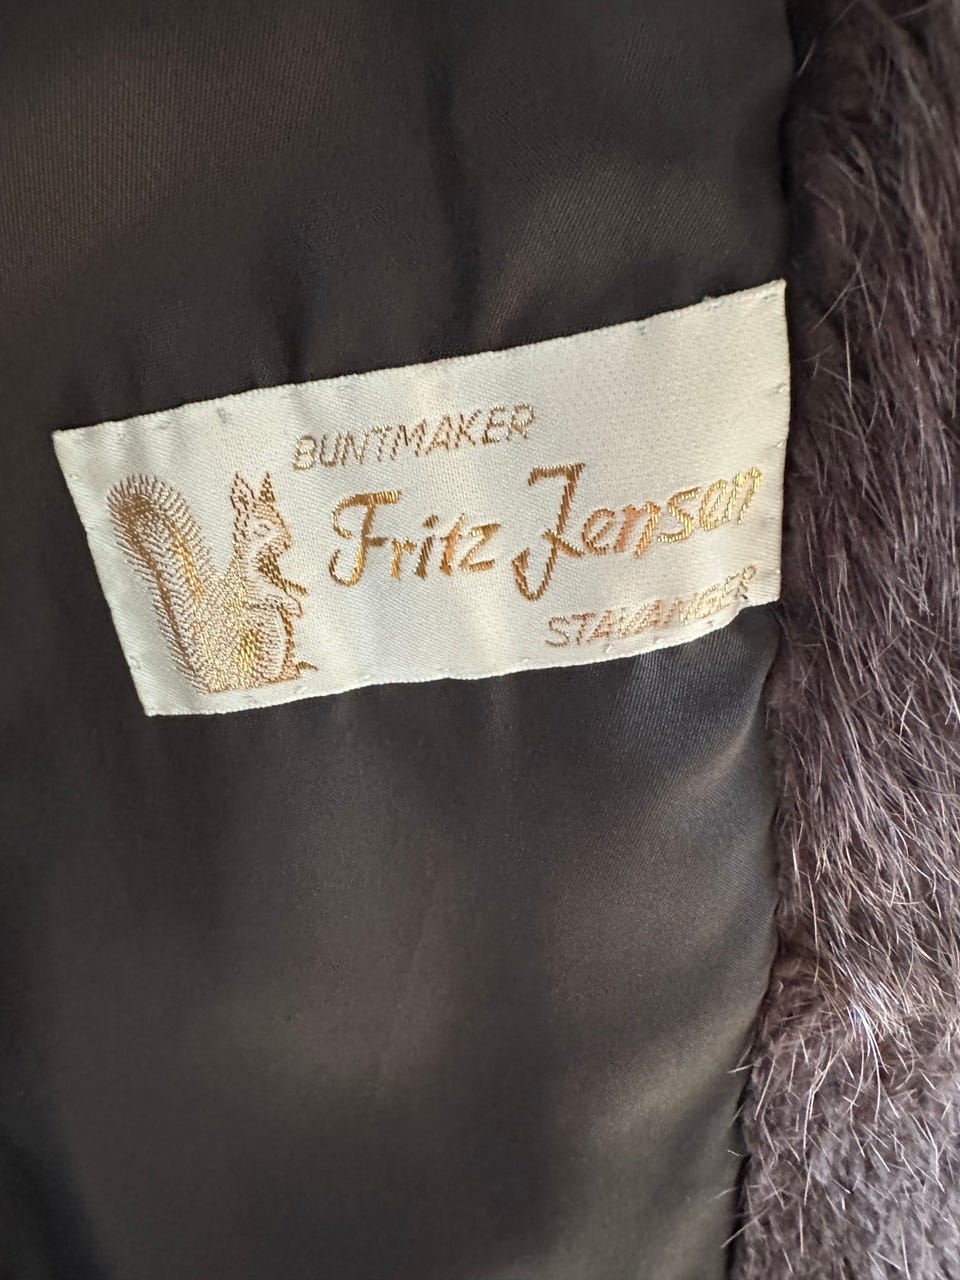 BUNTMAKER
Fritz Jensen
STAVANGER